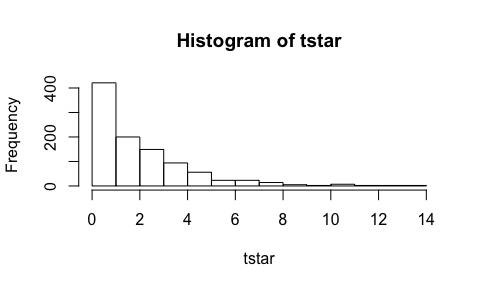 Histogram of tstar
Frequency
400
200
0
0 2 4 6 8 10 12 14
tstar